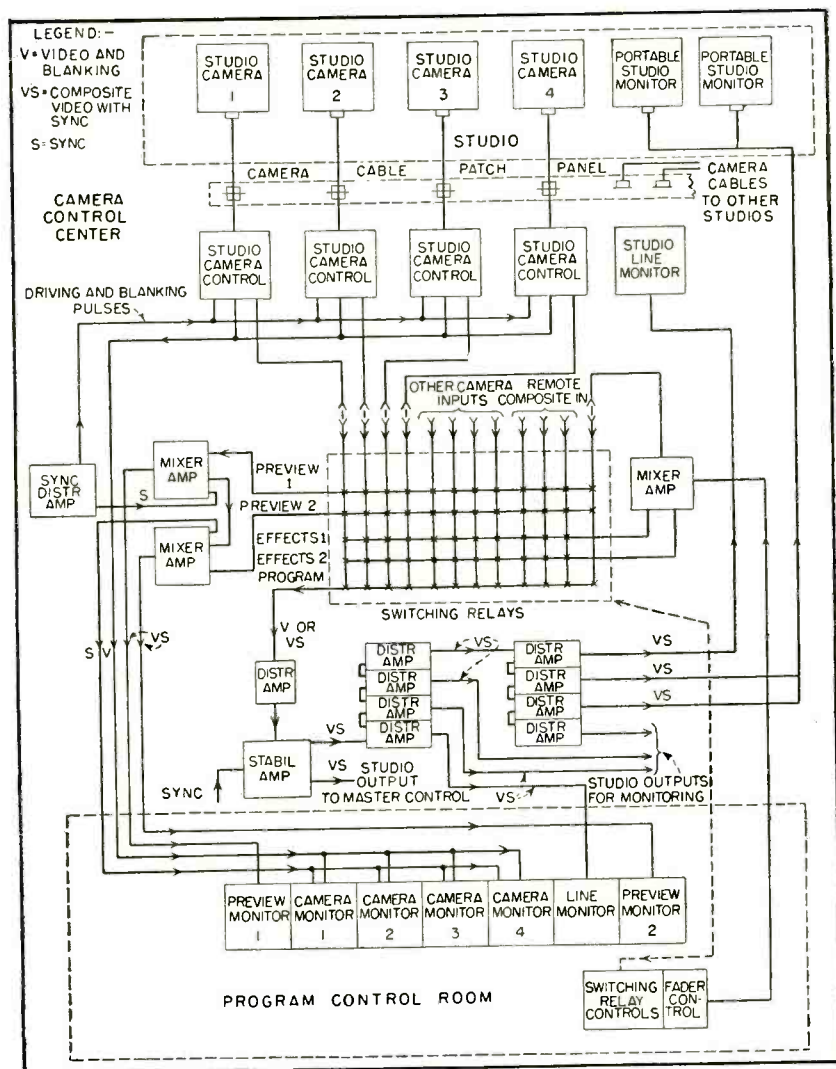 LEGEND:-
V = VIDEO AND
BLANKING
VS = COMPOSITE
VIDEO WITH
SYNC
S = SYNC
STUDIO
CAMERA
1
STUDIO
CAMERA
2
STUDIO
CAMERA
3
STUDIO
CAMERA
4
PORTABLE
STUDIO
MONITOR
PORTABLE
STUDIO
MONITOR
STUDIO
CAMERA CABLE PATCH PANEL
CAMERA
CABLES
TO OTHER
STUDIOS
CAMERA
CONTROL
CENTER
STUDIO
CAMERA
CONTROL
STUDIO
CAMERA
CONTROL
STUDIO
CAMERA
CONTROL
STUDIO
CAMERA
CONTROL
STUDIO
LINE
MONITOR
DRIVING AND BLANKING
PULSES
OTHER CAMERA
INPUTS
REMOTE
COMPOSITE IN
SYNC
DISTR
AMP
S
MIXER
AMP
MIXER
AMP
PREVIEW
1
PREVIEW 2
EFFECTS 1
EFFECTS 2
PROGRAM
MIXER
AMP
SWITCHING RELAYS
S
V
VS
V OR
VS
DISTR
AMP
STABIL
AMP
SYNC
VS
VS
STUDIO
OUTPUT
TO MASTER CONTROL
DISTR
AMP
DISTR
AMP
DISTR
AMP
DISTR
AMP
VS
VS
DISTR
AMP
DISTR
AMP
DISTR
AMP
DISTR
AMP
VS
VS
VS
STUDIO OUTPUTS
FOR MONITORING
PREVIEW
MONITOR
1
CAMERA
MONITOR
1
CAMERA
MONITOR
2
CAMERA
MONITOR
3
CAMERA
MONITOR
4
LINE
MONITOR
PREVIEW
MONITOR
2
PROGRAM CONTROL ROOM
SWITCHING
RELAY
CONTROLS
FADER
CON-
TROL